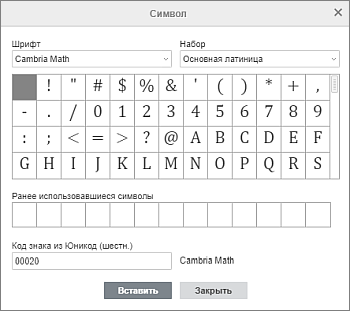 Символ
Шрифт Набор
Cambria Math Основная латиница
! " # $ % & ' ( ) * + ,
- . / 0 1 2 3 4 5 6 7 8 9
: ; < = > ? @ A B C D E F
G H I J K L M N O P Q R S
Ранее использовавшиеся символы
Код знака из Юникод (шестн.)
00020 Cambria Math
Вставить Закрыть